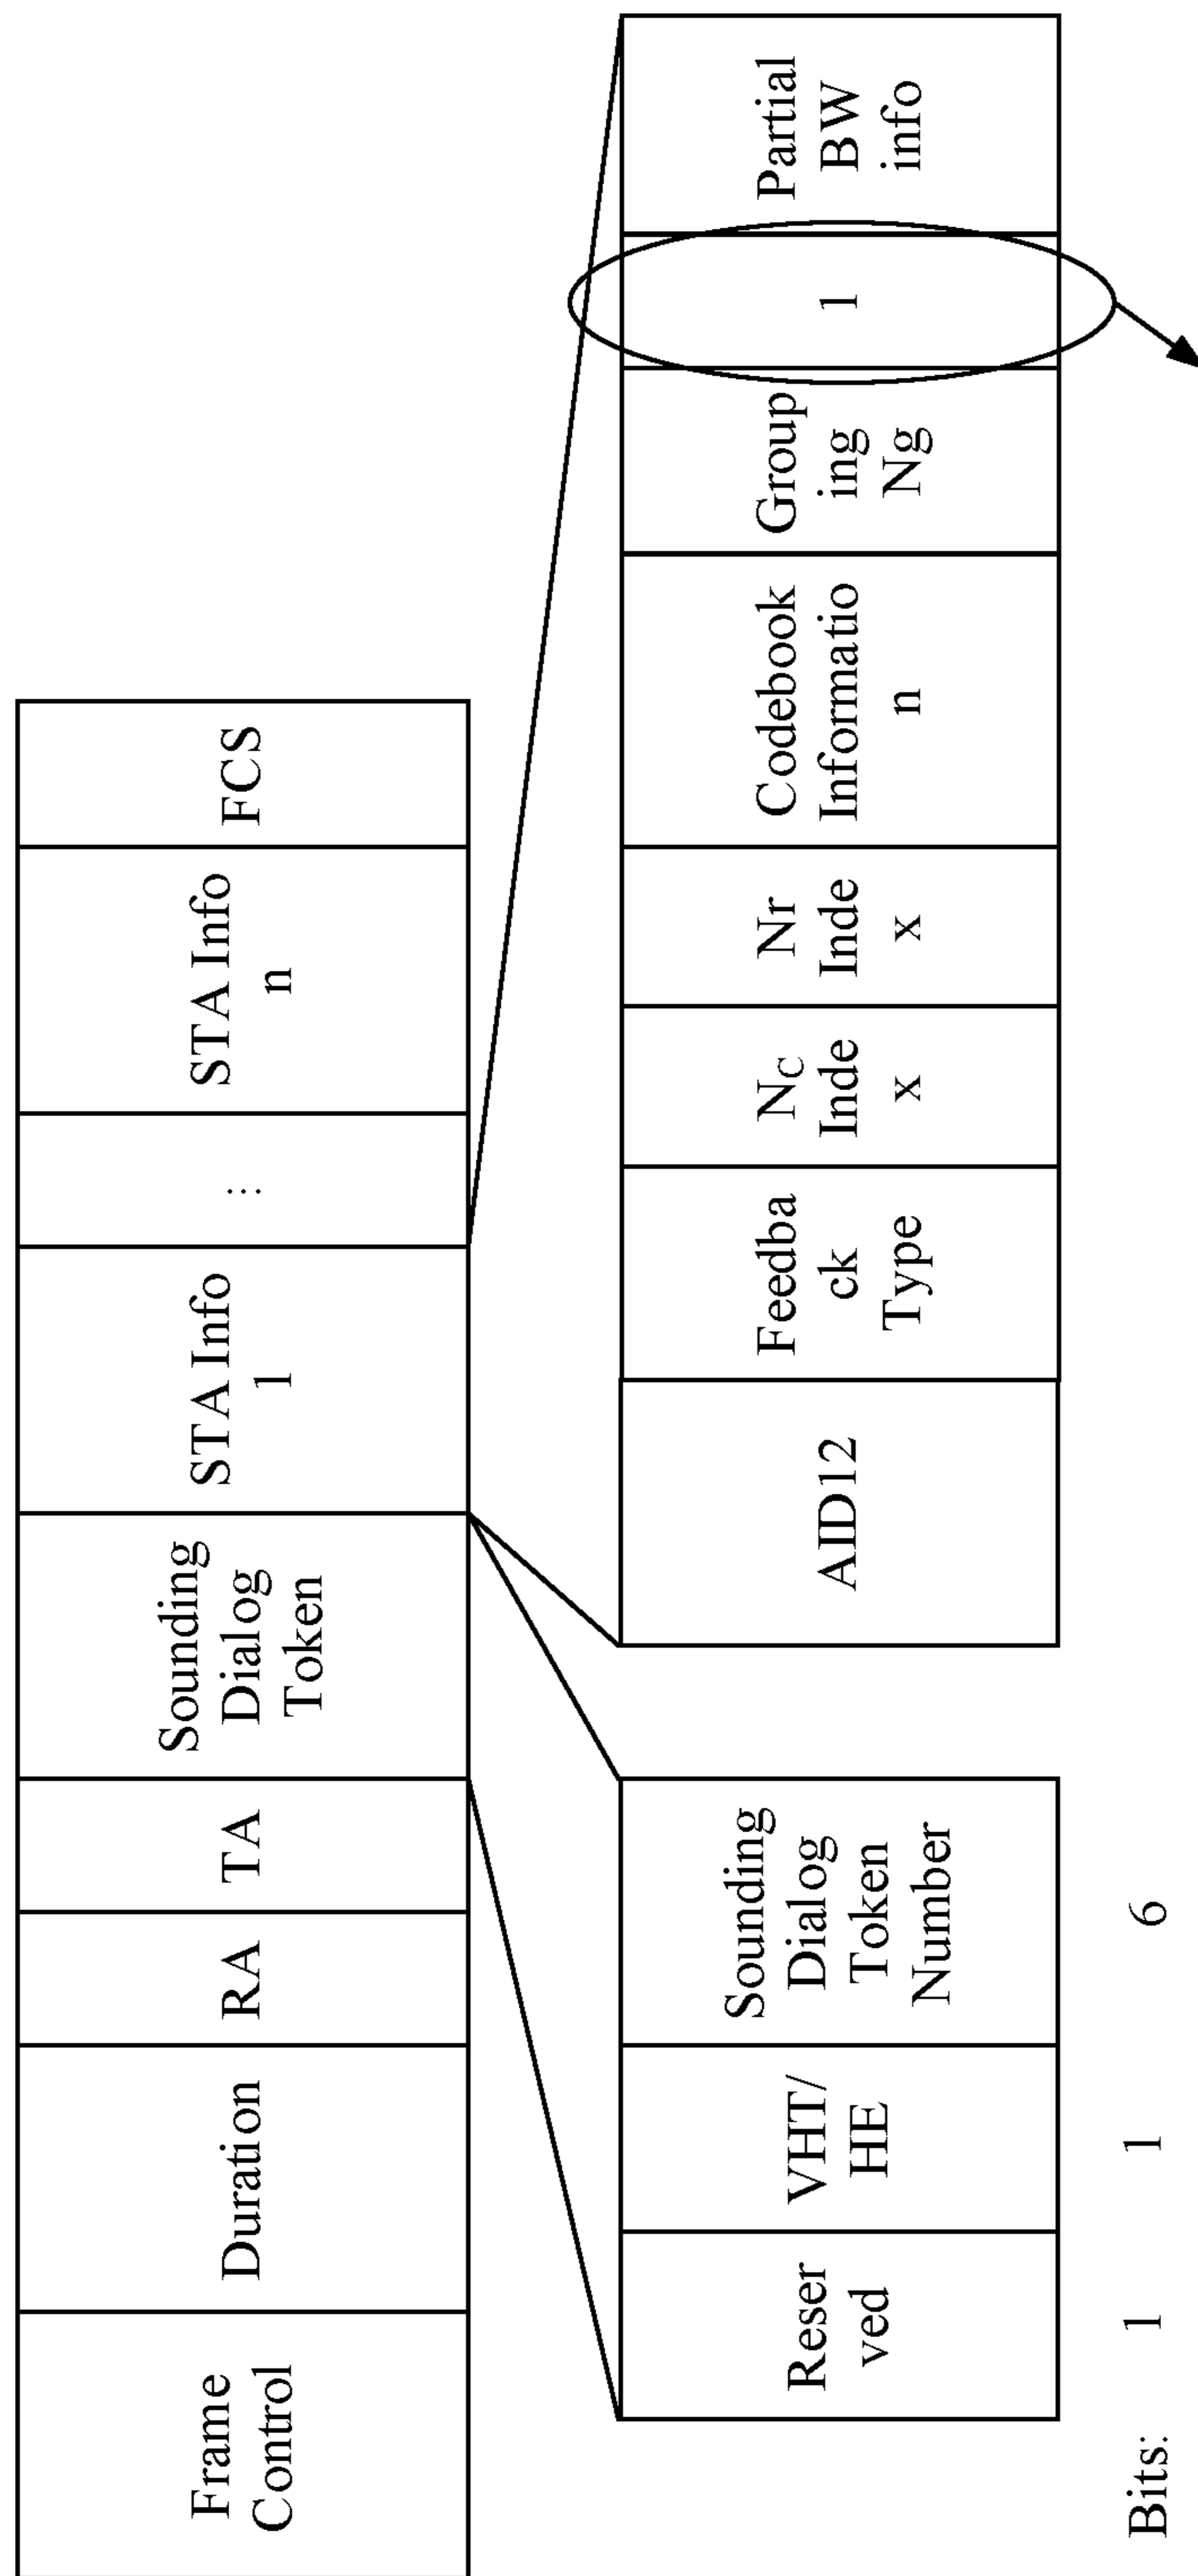 Frame
Control
Duration
RA
TA
Sounding
Dialog
Token
STA Info
1
...
STA Info
n
FCS
Reser
ved
VHT/
HE
Sounding
Dialog
Token
Number
AID12
Feedba
ck
Type
NC
Inde
x
Nr
Inde
x
Codebook
Informatio
n
Group
ing
Ng
1
Partial
BW
info
Bits: 1 1 6